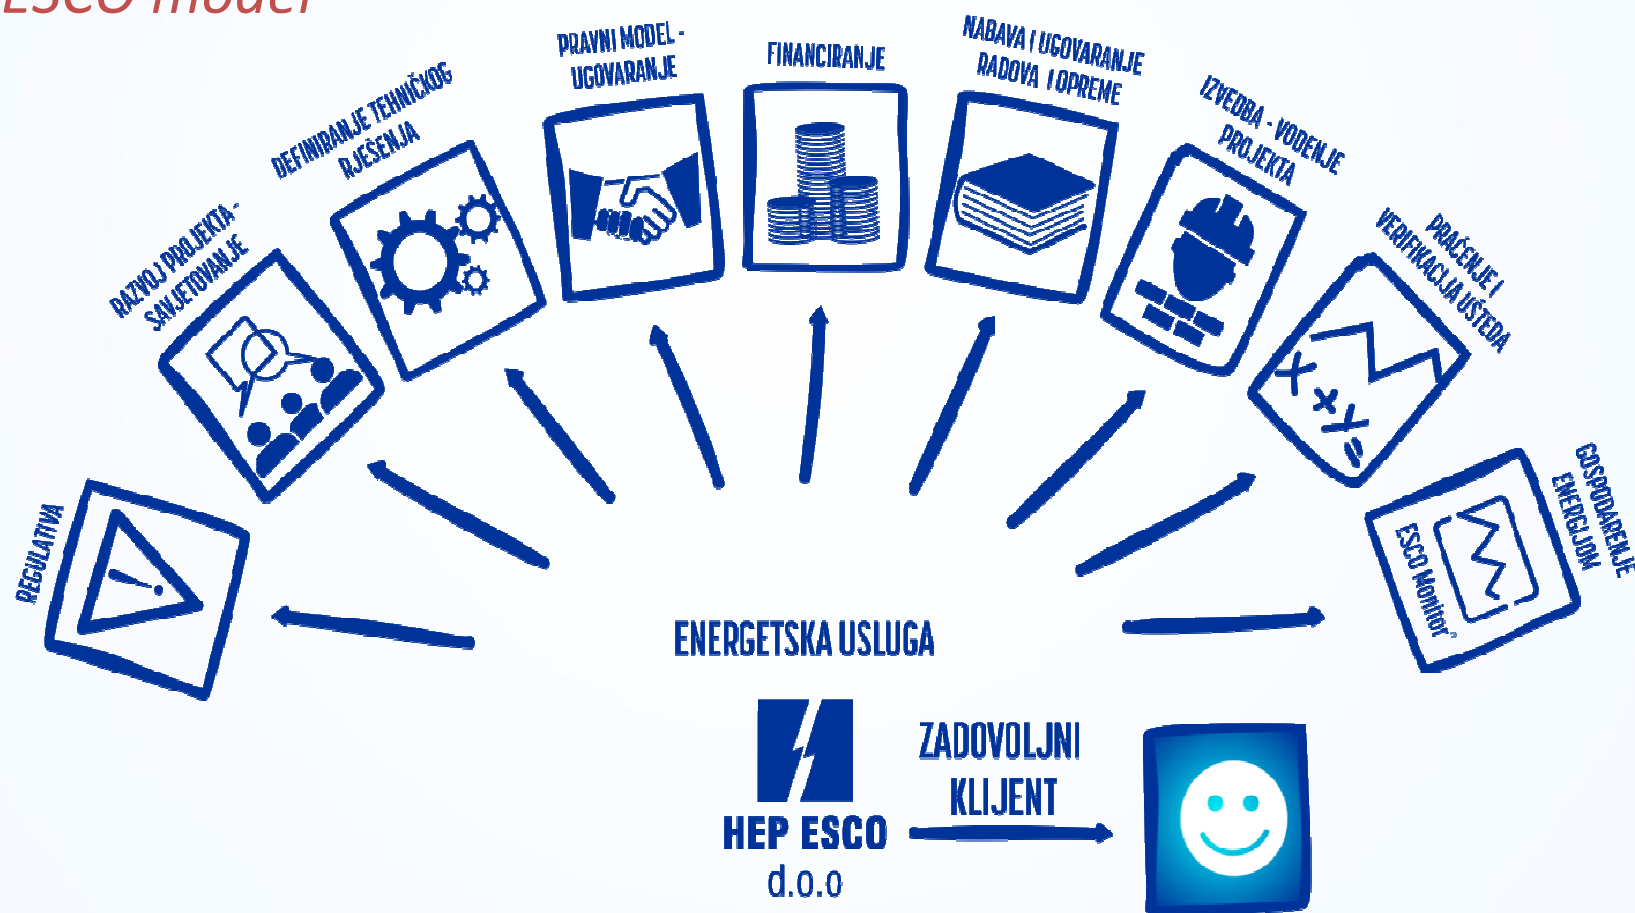 ESCO model
REGULATIVA
RAZVOJ PROJEKTA -
SAVJETOVANJE
DEFINIRANJE TEHNIČKOG
RJEŠENJA
PRAVNI MODEL -
UGOVARANJE
FINANCIRANJE
NABAVA I UGOVARANJE
RADOVA I OPREME
IZVEDBA - VOĐENJE
PROJEKTA
PRAĆENJE I
VERIFIKACIJA UŠTEDA
GOSPODARENJE
ENERGIJOM
ESCO Monitor®
X x y =
ENERGETSKA USLUGA
HEP ESCO
d.o.o
ZADOVOLJNI
KLIJENT